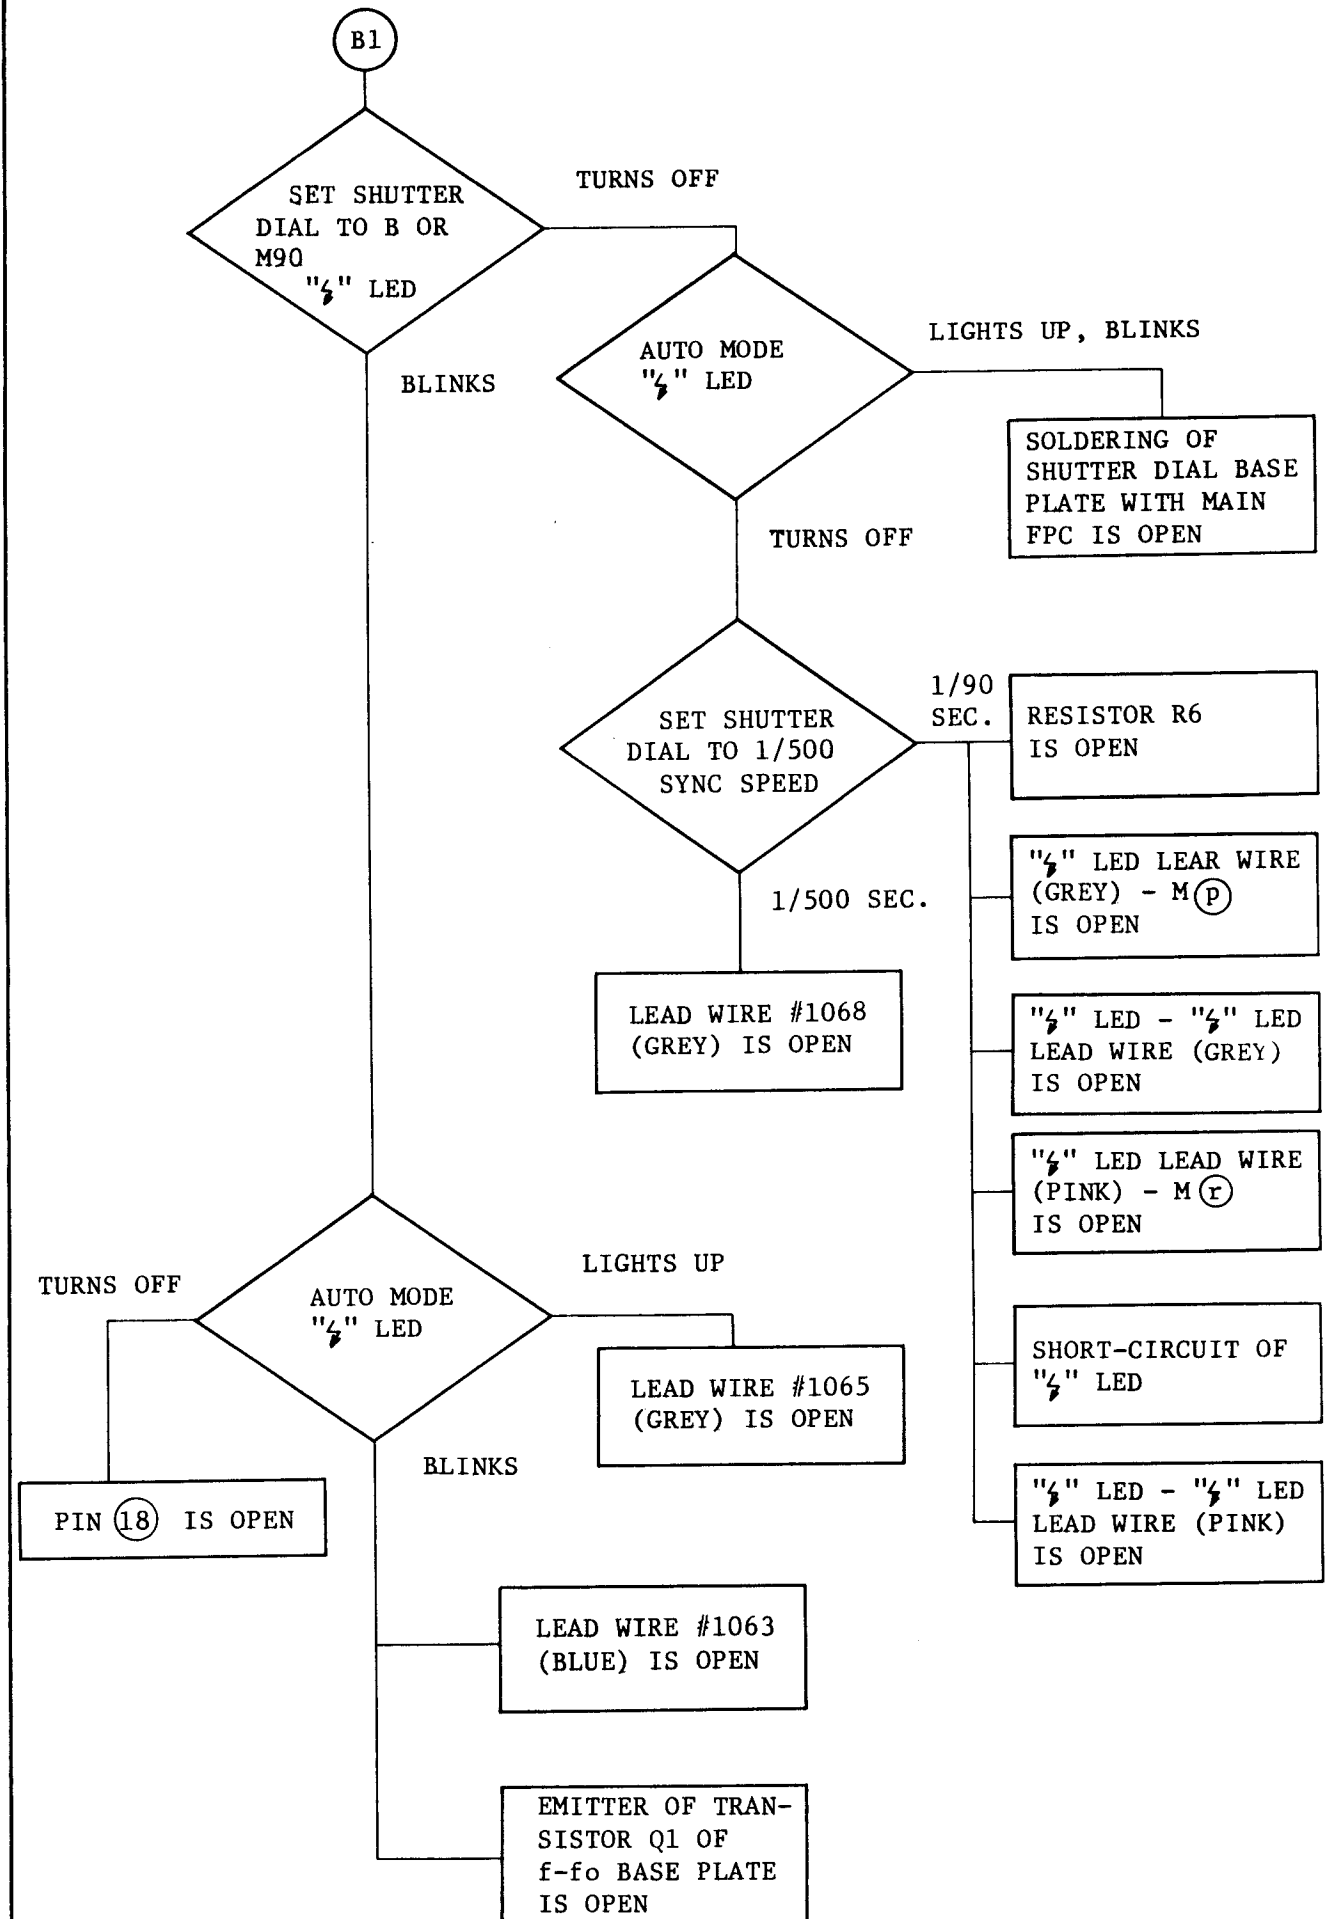 B1
SET SHUTTER
DIAL TO B OR
M90
"⚡" LED
TURNS OFF
BLINKS
AUTO MODE
"⚡" LED
LIGHTS UP, BLINKS
SOLDERING OF
SHUTTER DIAL BASE
PLATE WITH MAIN
FPC IS OPEN
TURNS OFF
SET SHUTTER
DIAL TO 1/500
SYNC SPEED
1/90
SEC.
RESISTOR R6
IS OPEN
"⚡" LED LEAR WIRE
(GREY) - M ⓟ
IS OPEN
1/500 SEC.
LEAD WIRE #1068
(GREY) IS OPEN
"⚡" LED - "⚡" LED
LEAD WIRE (GREY)
IS OPEN
"⚡" LED LEAD WIRE
(PINK) - M ⓡ
IS OPEN
SHORT-CIRCUIT OF
"⚡" LED
"⚡" LED - "⚡" LED
LEAD WIRE (PINK)
IS OPEN
AUTO MODE
"⚡" LED
TURNS OFF
LIGHTS UP
LEAD WIRE #1065
(GREY) IS OPEN
BLINKS
PIN ⑱ IS OPEN
LEAD WIRE #1063
(BLUE) IS OPEN
EMITTER OF TRAN-
SISTOR Q1 OF
f-fo BASE PLATE
IS OPEN